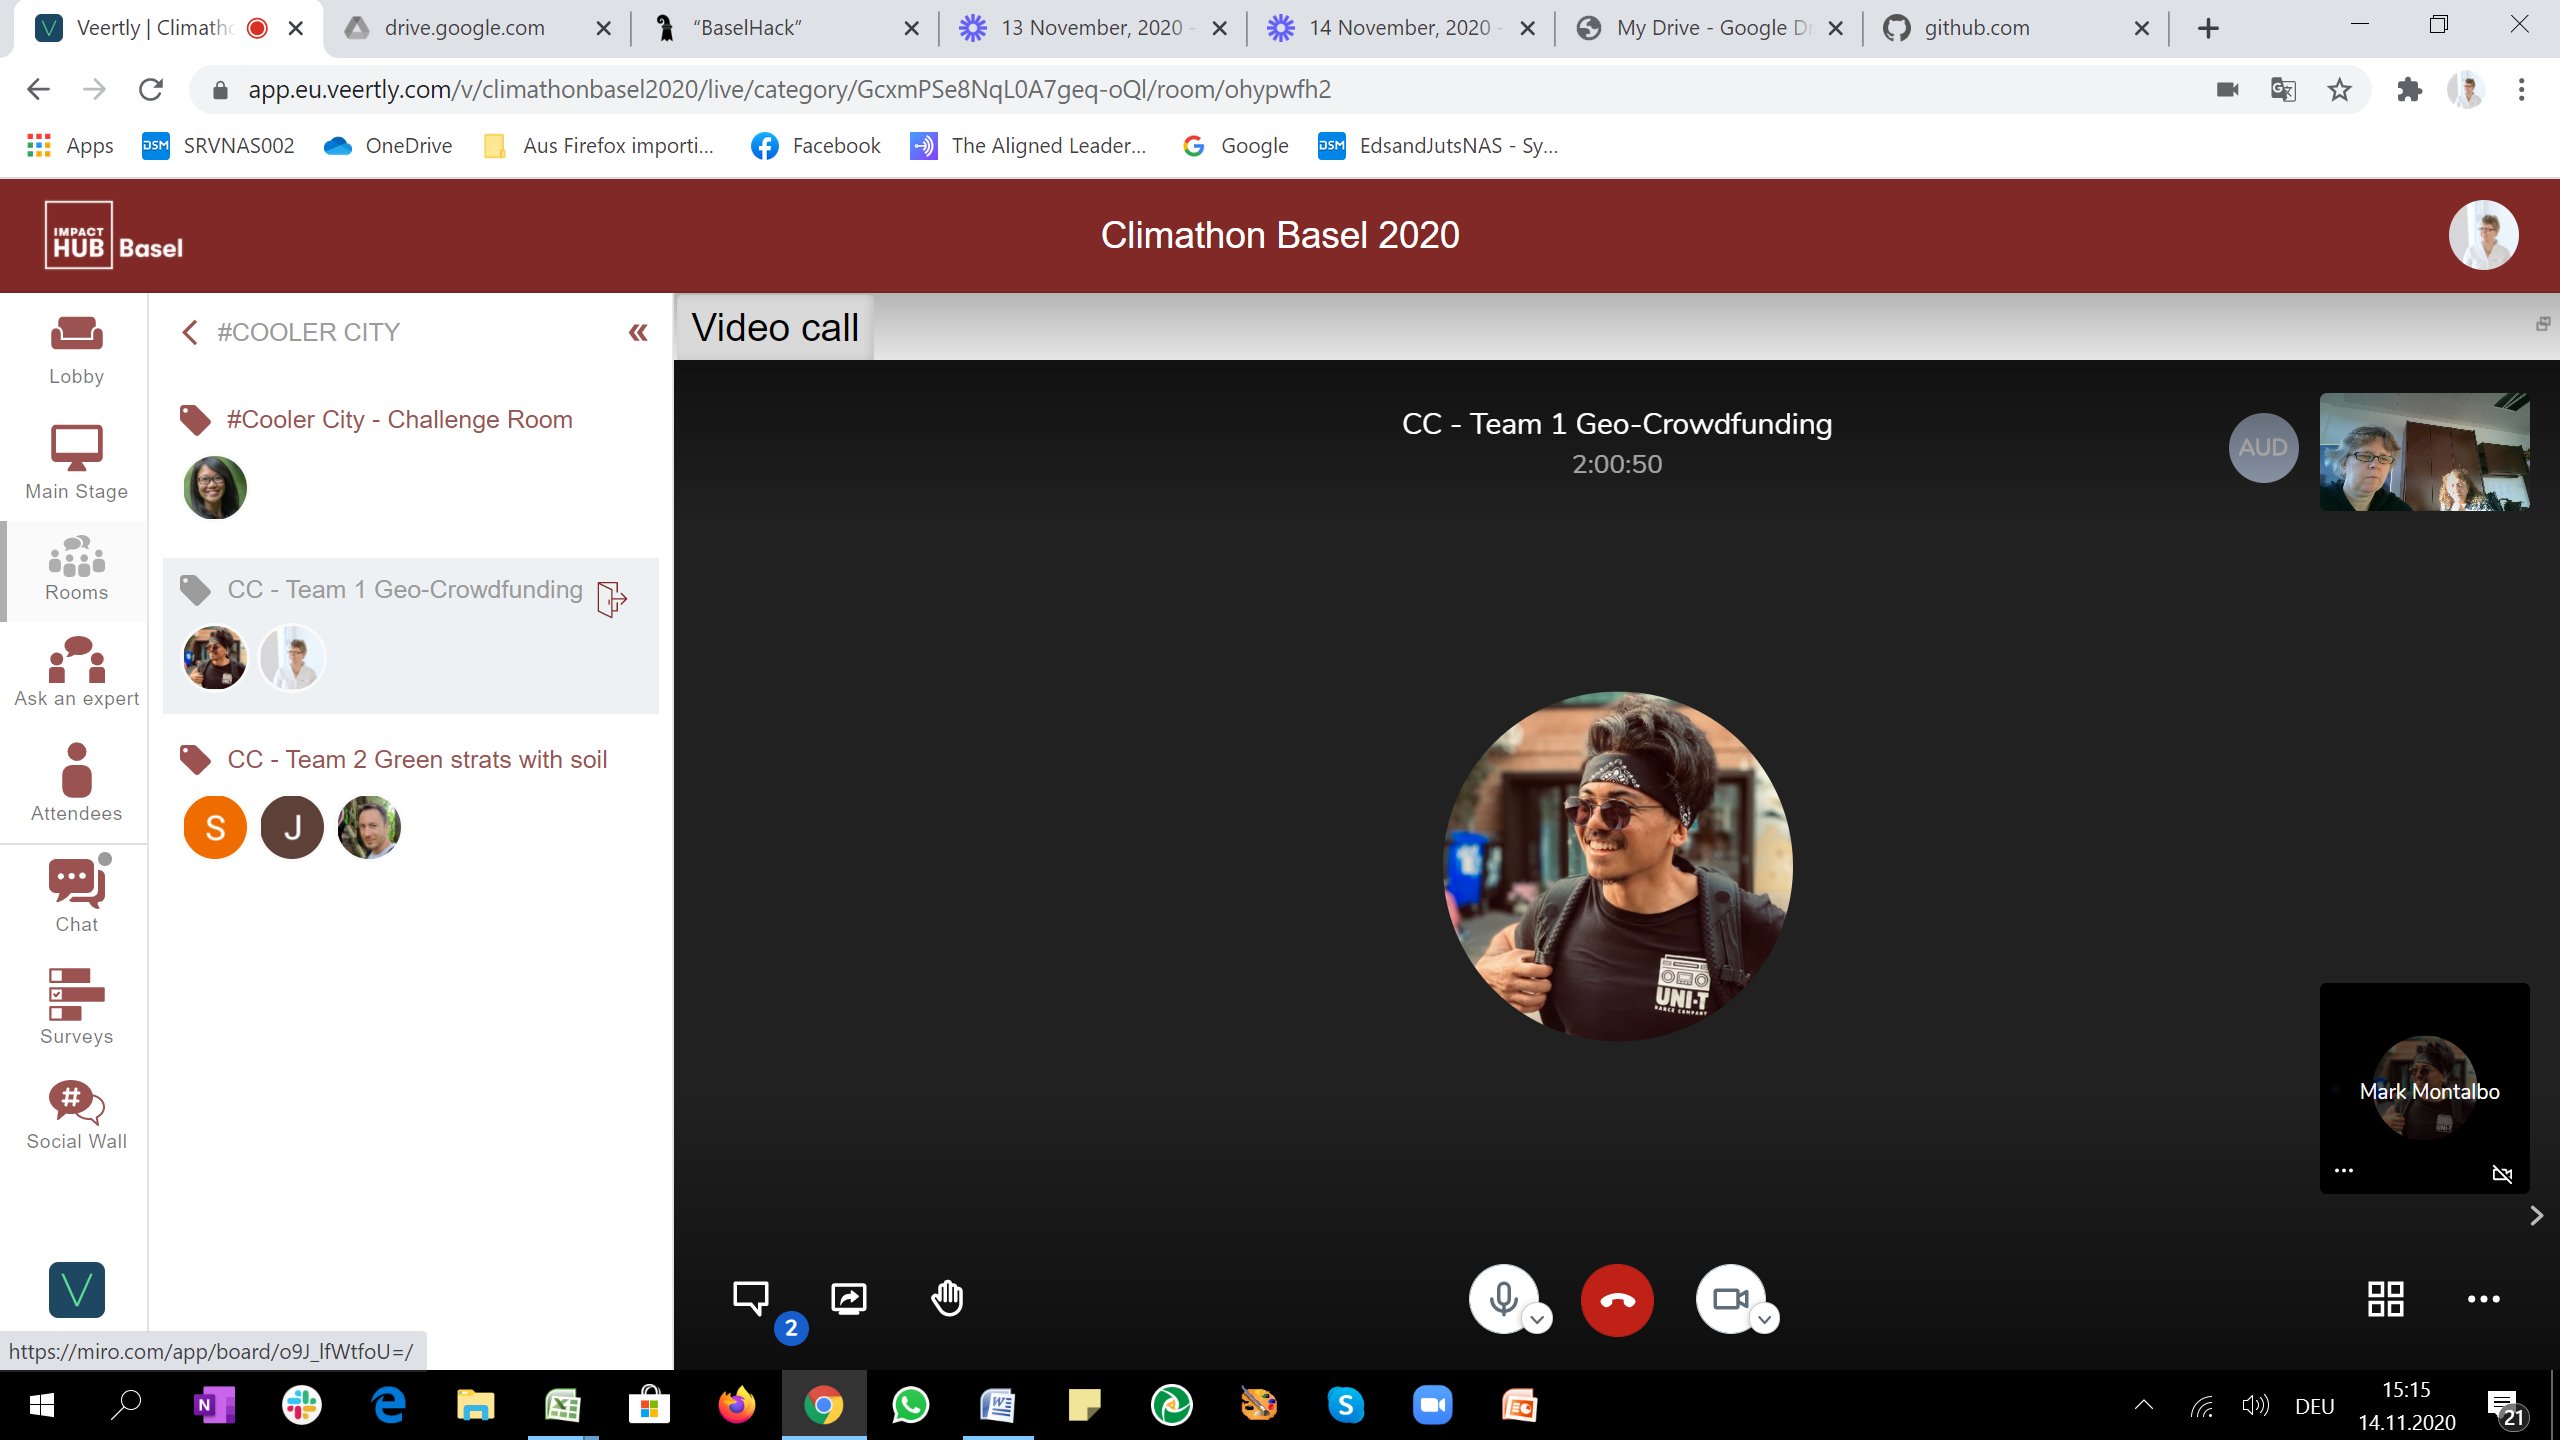 Veertly | Climatho
drive.google.com
“BaselHack”
13 November, 2020 -
14 November, 2020 -
My Drive - Google Dr
github.com
app.eu.veertly.com/v/climathonbasel2020/live/category/GcxmPSe8NqL0A7geq-oQl/room/ohypwfh2
Apps
DSM
SRVNAS002
OneDrive
Aus Firefox importi...
Facebook
The Aligned Leader...
Google
DSM
EdsandJutsNAS - Sy...
IMPACT
HUB Basel
Climathon Basel 2020
Lobby
Main Stage
Rooms
Ask an expert
Attendees
Chat
Surveys
Social Wall
#COOLER CITY
#Cooler City - Challenge Room
CC - Team 1 Geo-Crowdfunding
CC - Team 2 Green strats with soil
S
J
Video call
CC - Team 1 Geo-Crowdfunding
2:00:50
AUD
UNI-T
DANCE COMPANY
Mark Montalbo
2
https://miro.com/app/board/o9J_lfWtfoU=/
DEU
15:15
14.11.2020
21